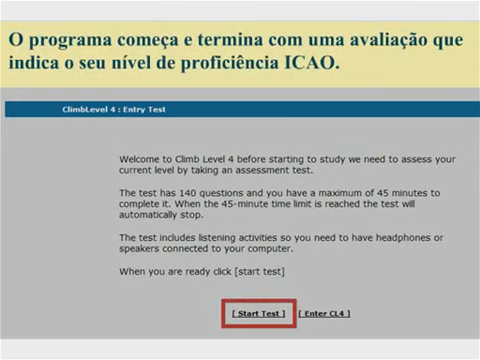 O programa começa e termina com uma avaliação que
indica o seu nível de proficiência ICAO.
ClimbLevel 4 : Entry Test
Welcome to Climb Level 4 before starting to study we need to assess your
current level by taking an assessment test.
The test has 140 questions and you have a maximum of 45 minutes to
complete it. When the 45-minute time limit is reached the test will
automatically stop.
The test includes listening activities so you need to have headphones or
speakers connected to your computer.
When you are ready click [start test]
[ Start Test ] [ Enter CL4 ]